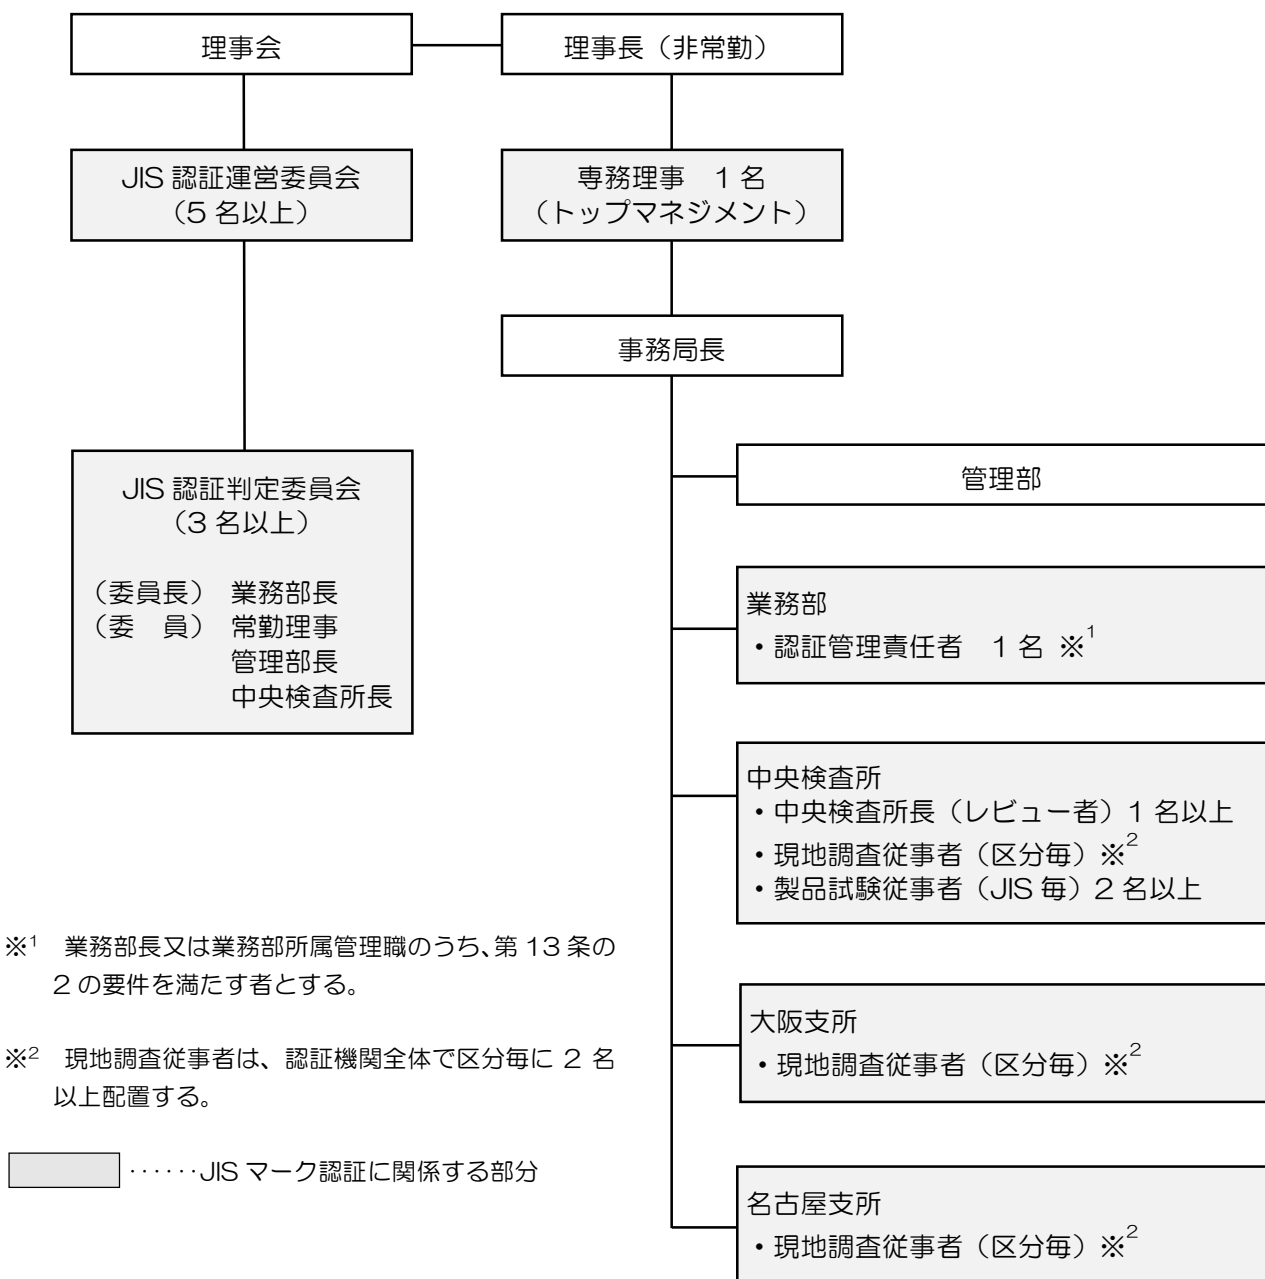 理事会
理事長（非常勤）
JIS 認証運営委員会
（5 名以上）
専務理事　1 名
（トップマネジメント）
事務局長
JIS 認証判定委員会
（3 名以上）
（委員長）　業務部長
（委　員）　常勤理事
管理部長
中央検査所長
管理部
業務部
・認証管理責任者　1 名 ※1
中央検査所
・中央検査所長（レビュー者）1 名以上
・現地調査従事者（区分毎）※2
・製品試験従事者（JIS 毎）2 名以上
大阪支所
・現地調査従事者（区分毎）※2
名古屋支所
・現地調査従事者（区分毎）※2
※1　業務部長又は業務部所属管理職のうち、第 13 条の
2 の要件を満たす者とする。
※2　現地調査従事者は、認証機関全体で区分毎に 2 名
以上配置する。
‥‥‥JIS マーク認証に関係する部分